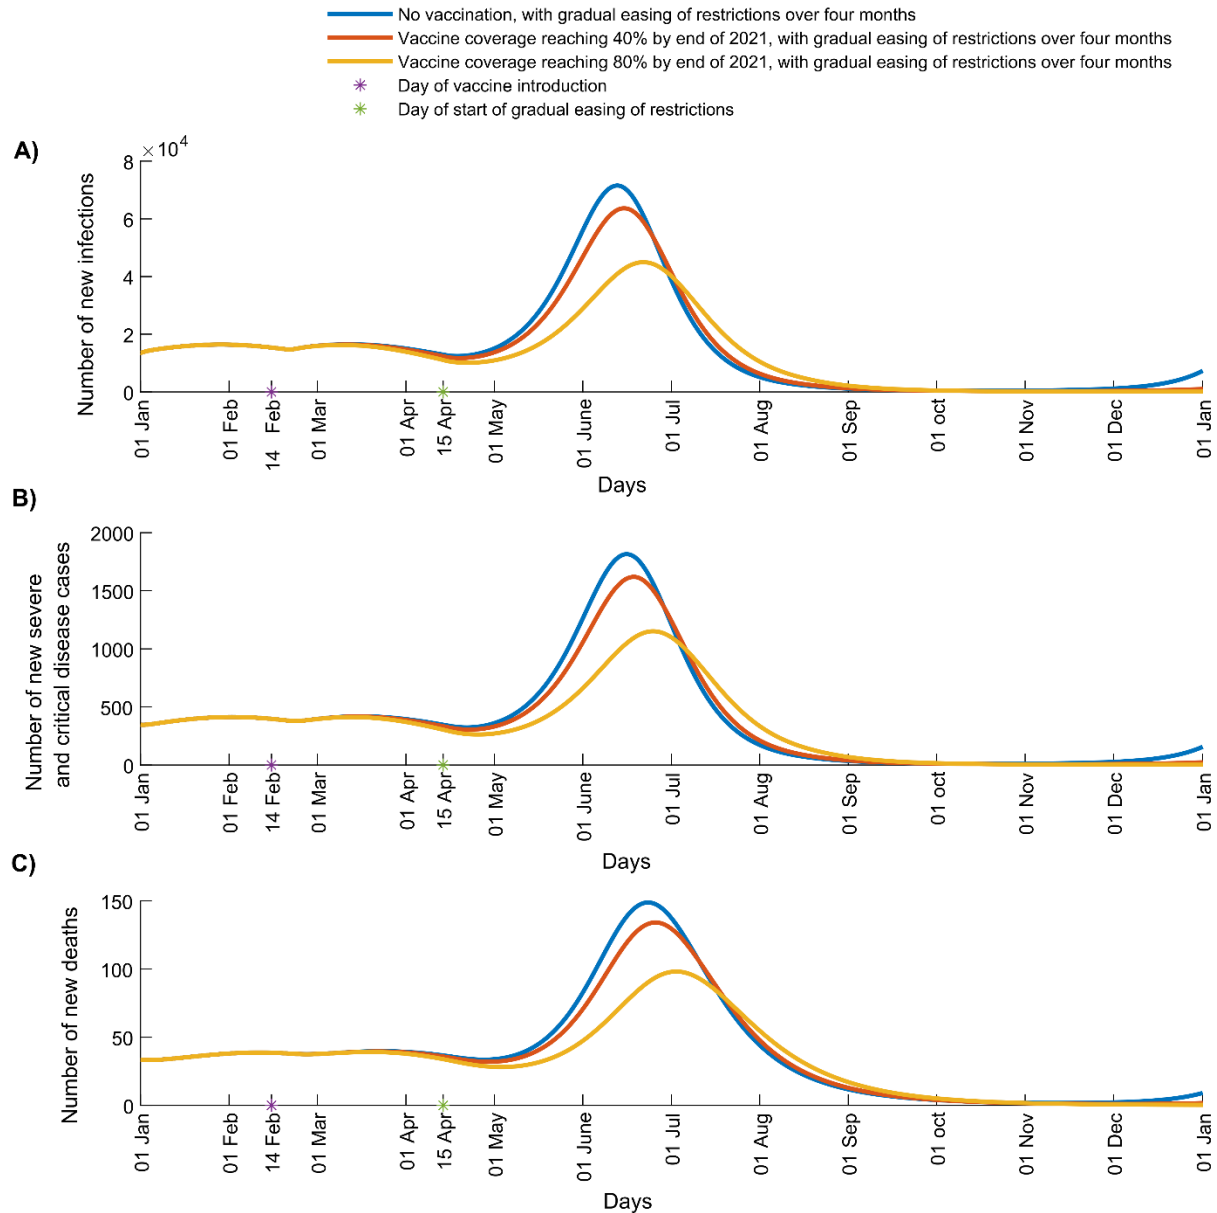 No vaccination, with gradual easing of restrictions over four months
Vaccine coverage reaching 40% by end of 2021, with gradual easing of restrictions over four months
Vaccine coverage reaching 80% by end of 2021, with gradual easing of restrictions over four months
Day of vaccine introduction
Day of start of gradual easing of restrictions
A)
×10⁴
Number of new infections
8
6
4
2
0
01 Jan
01 Feb
14 Feb
01 Mar
01 Apr
15 Apr
01 May
01 June
01 Jul
01 Aug
01 Sep
01 oct
01 Nov
01 Dec
01 Jan
Days
B)
Number of new severe
and critical disease cases
2000
1500
1000
500
0
01 Jan
01 Feb
14 Feb
01 Mar
01 Apr
15 Apr
01 May
01 June
01 Jul
01 Aug
01 Sep
01 oct
01 Nov
01 Dec
01 Jan
Days
C)
Number of new deaths
150
100
50
0
01 Jan
01 Feb
14 Feb
01 Mar
01 Apr
15 Apr
01 May
01 June
01 Jul
01 Aug
01 Sep
01 oct
01 Nov
01 Dec
01 Jan
Days